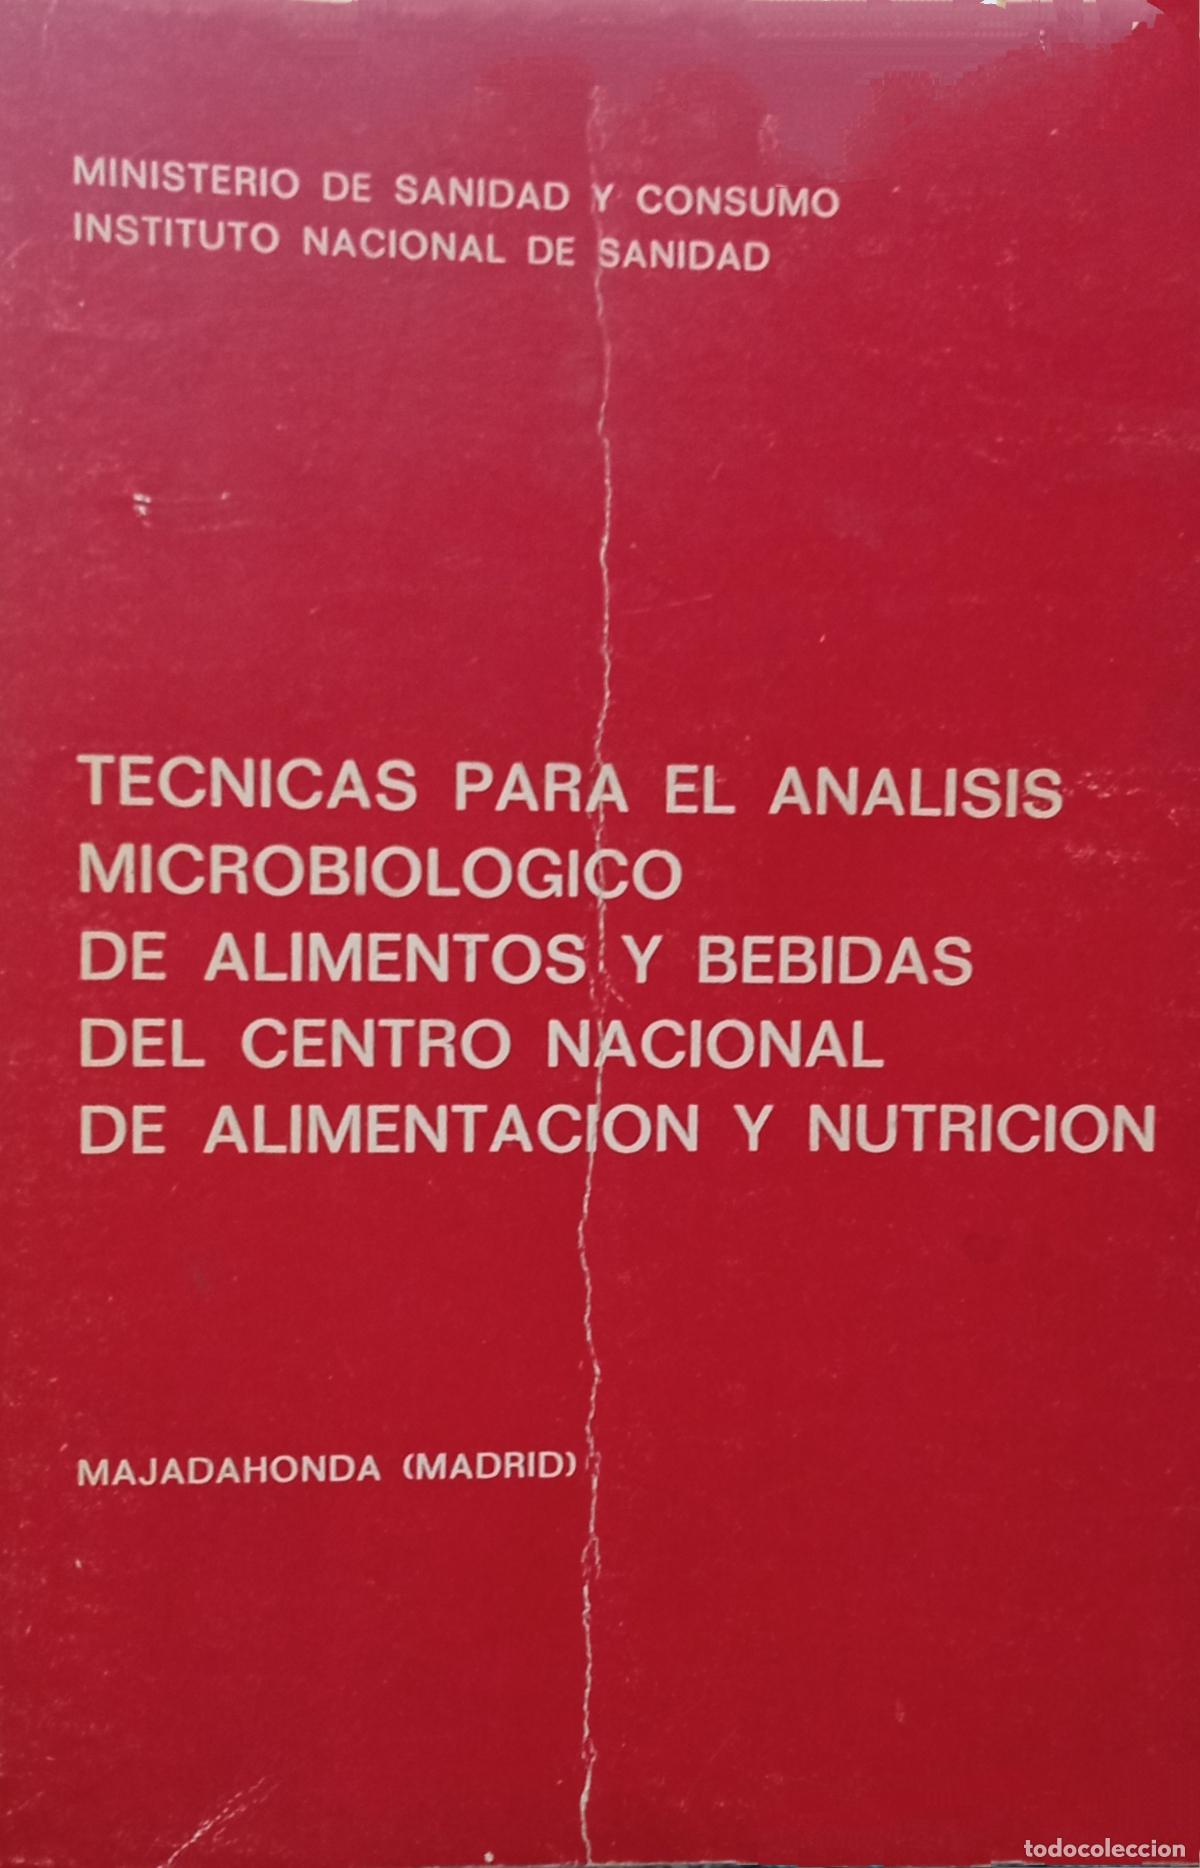 MINISTERIO DE SANIDAD Y CONSUMO
INSTITUTO NACIONAL DE SANIDAD
TECNICAS PARA EL ANALISIS
MICROBIOLOGICO
DE ALIMENTOS Y BEBIDAS
DEL CENTRO NACIONAL
DE ALIMENTACION Y NUTRICION
MAJADAHONDA (MADRID)
todocoleccion